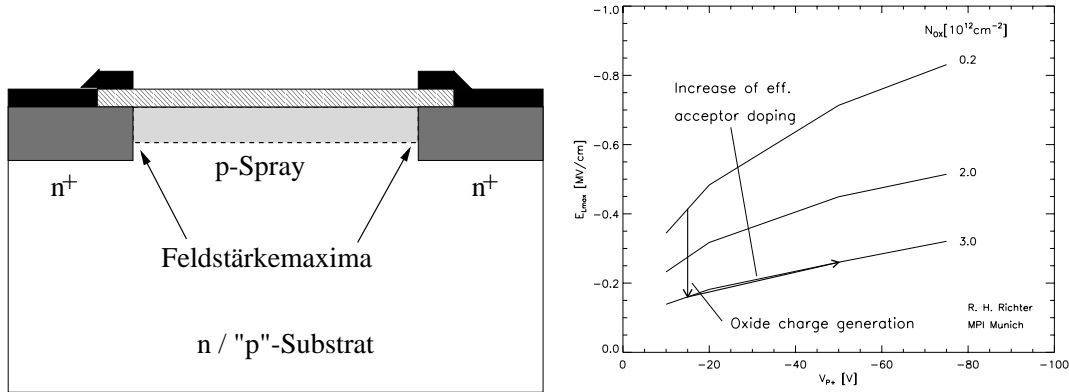 p-Spray
n+
n+
Feldstärkemaxima
n / "p"-Substrat
-1.0
-0.8
-0.6
-0.4
-0.2
0.0
E_Lmax [MV/cm]
N_OX[10^12 cm^-2]
0.2
Increase of eff.
acceptor doping
2.0
3.0
Oxide charge generation
R. H. Richter
MPI Munich
0
-20
-40
-60
-80
-100
V_P+ [V]